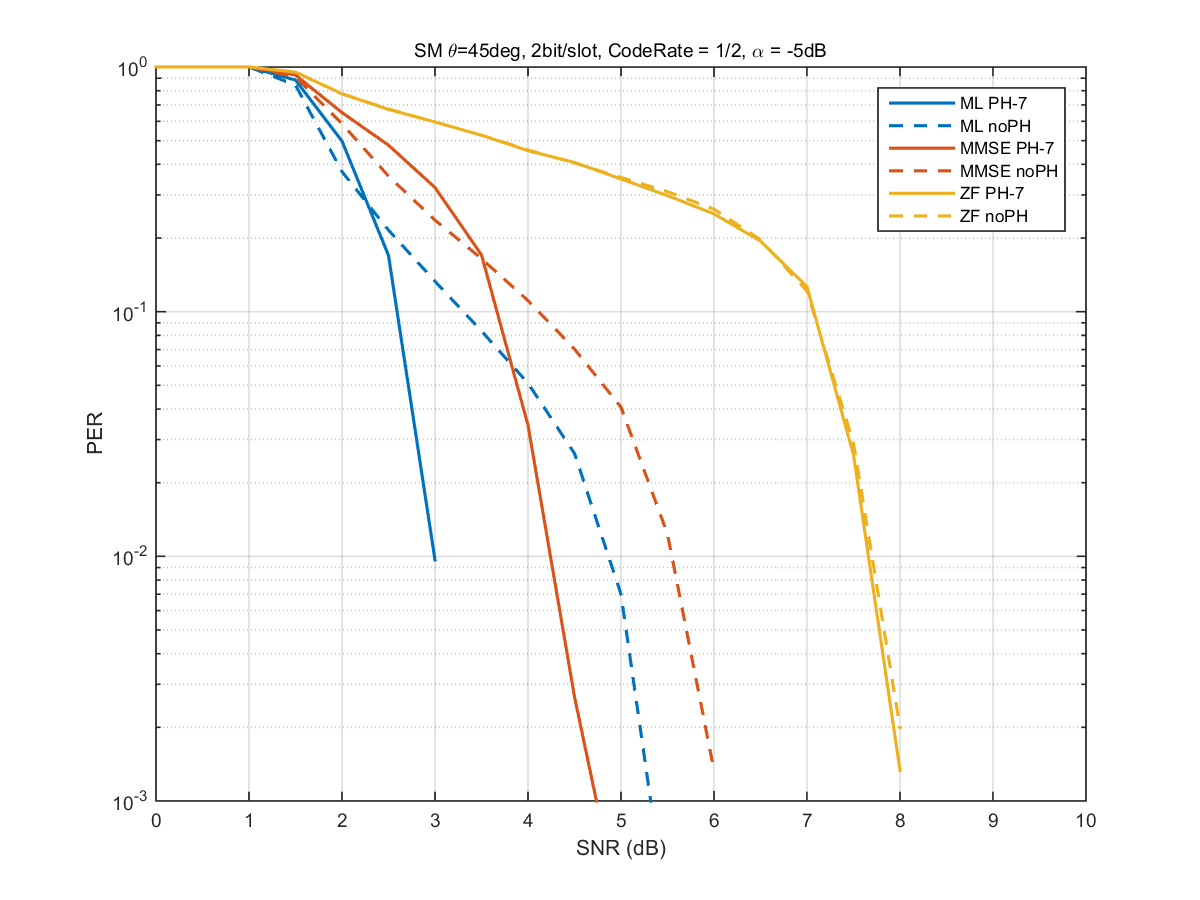 SM θ=45deg, 2bit/slot, CodeRate = 1/2, α = -5dB
10^0
10^-1
10^-2
10^-3
PER
ML PH-7
ML noPH
MMSE PH-7
MMSE noPH
ZF PH-7
ZF noPH
0 1 2 3 4 5 6 7 8 9 10
SNR (dB)